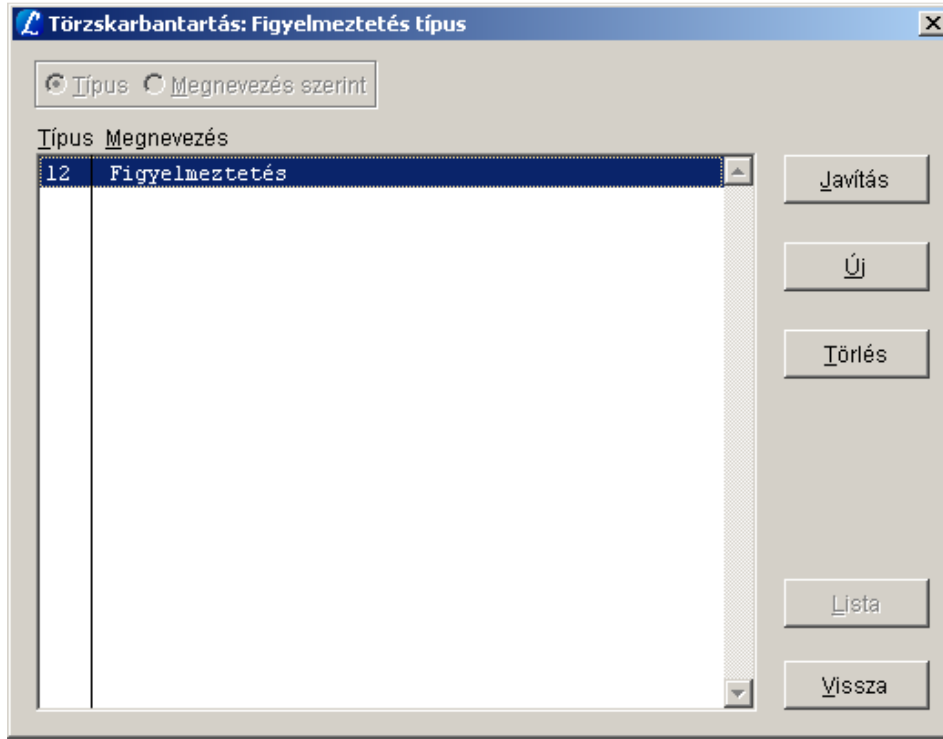 Törzskarbantartás: Figyelmeztetés típus
Típus Megnevezés szerint
Típus Megnevezés
12 Figyelmeztetés
Javítás
Új
Törlés
Lista
Vissza